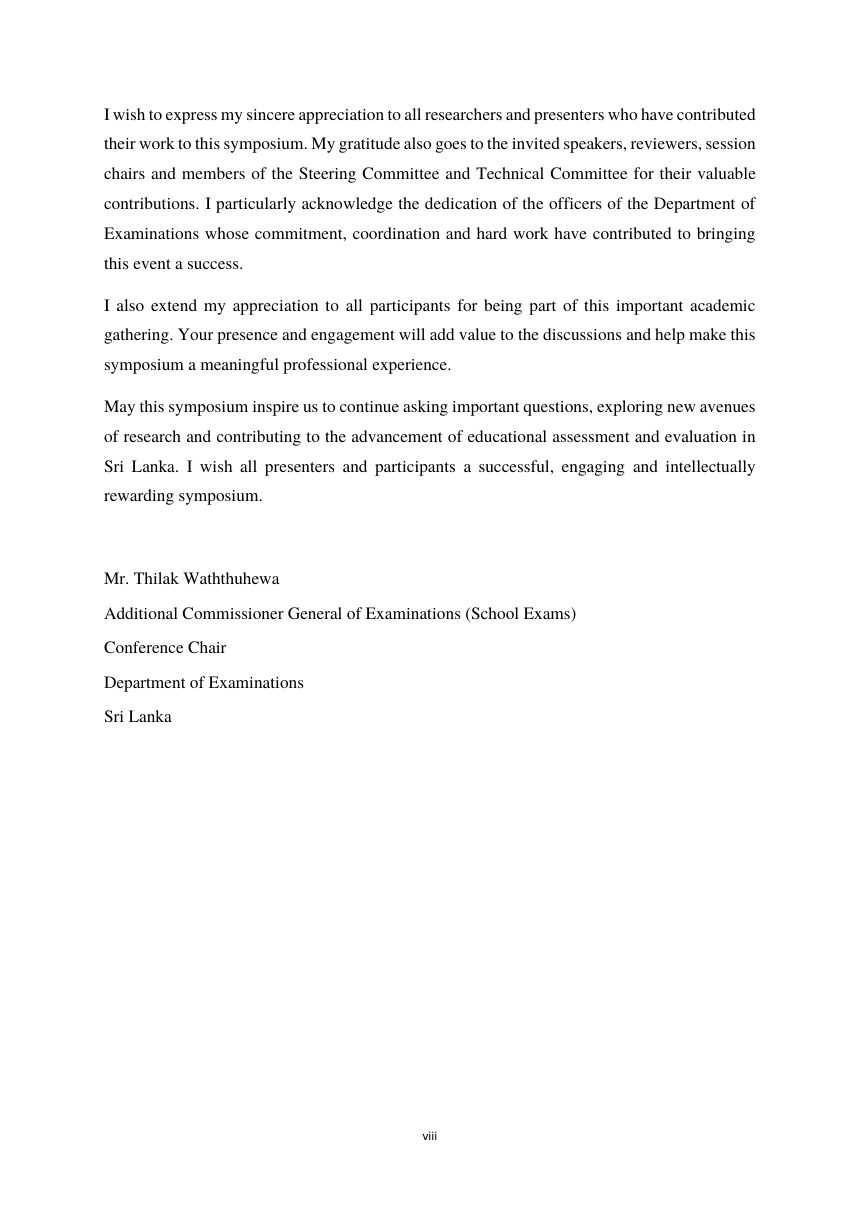 I wish to express my sincere appreciation to all researchers and presenters who have contributed
their work to this symposium. My gratitude also goes to the invited speakers, reviewers, session
chairs and members of the Steering Committee and Technical Committee for their valuable
contributions. I particularly acknowledge the dedication of the officers of the Department of
Examinations whose commitment, coordination and hard work have contributed to bringing
this event a success.
I also extend my appreciation to all participants for being part of this important academic
gathering. Your presence and engagement will add value to the discussions and help make this
symposium a meaningful professional experience.
May this symposium inspire us to continue asking important questions, exploring new avenues
of research and contributing to the advancement of educational assessment and evaluation in
Sri Lanka. I wish all presenters and participants a successful, engaging and intellectually
rewarding symposium.
Mr. Thilak Waththuhewa
Additional Commissioner General of Examinations (School Exams)
Conference Chair
Department of Examinations
Sri Lanka
viii